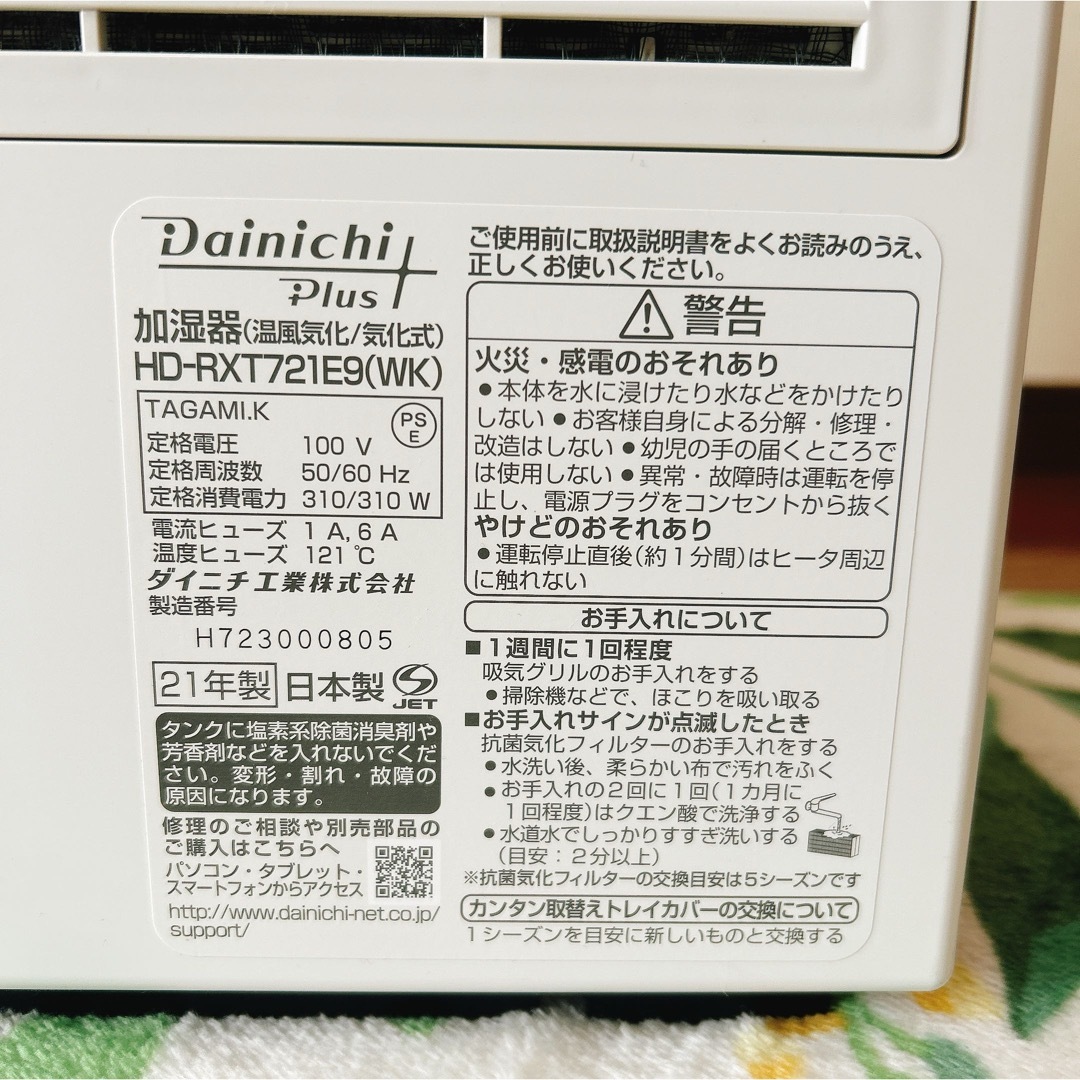 Dainichi
Plus
加湿器(温風気化/気化式)
HD-RXT721E9(WK)
TAGAMI.K
PS
E
定格電圧 100 V
定格周波数 50/60 Hz
定格消費電力 310/310 W
電流ヒューズ 1 A, 6 A
温度ヒューズ 121 ℃
ダイニチ工業株式会社
製造番号
H723000805
21年製 日本製 JET
タンクに塩素系除菌消臭剤や
芳香剤などを入れないでくだ
さい。変形・割れ・故障の
原因になります。
修理のご相談や別売部品の
ご購入はこちらへ
パソコン・タブレット・
スマートフォンからアクセス
http://www.dainichi-net.co.jp/
support/
ご使用前に取扱説明書をよくお読みのうえ、
正しくお使いください。
警告
火災・感電のおそれあり
●本体を水に浸けたり水などをかけたり
しない ●お客様自身による分解・修理・
改造はしない ●幼児の手の届くところで
は使用しない ●異常・故障時は運転を停
止し、電源プラグをコンセントから抜く
やけどのおそれあり
●運転停止直後(約1分間)はヒータ周辺
に触れない
お手入れについて
■1週間に1回程度
吸気グリルのお手入れをする
●掃除機などで、ほこりを吸い取る
■お手入れサインが点滅したとき
抗菌気化フィルターのお手入れをする
●水洗い後、柔らかい布で汚れをふく
●お手入れの2回に1回(1カ月に
1回程度)はクエン酸で洗浄する
●水道水でしっかりすすぎ洗いする
(目安：2分以上)
※抗菌気化フィルターの交換目安は5シーズンです
カンタン取替えトレイカバーの交換について
1シーズンを目安に新しいものと交換する